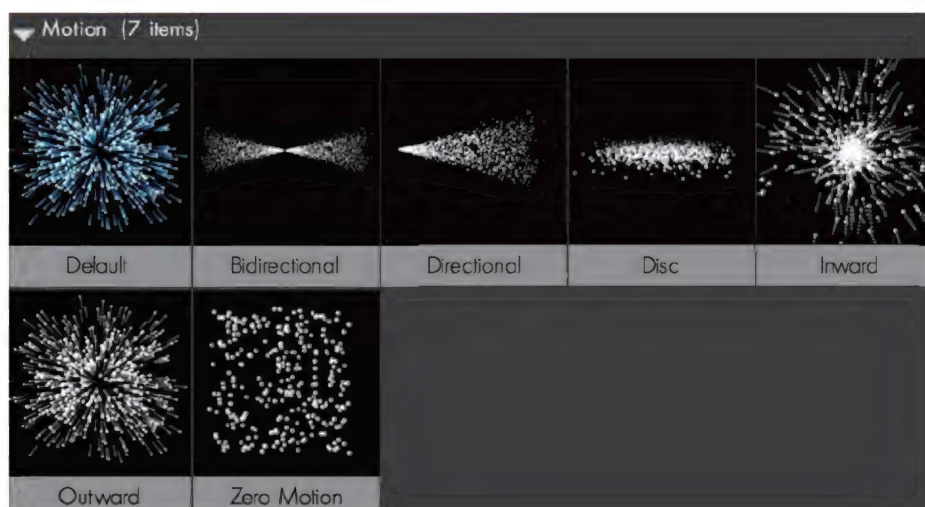 Motion (7 items)
Default Bidirectional Directional Disc Inward
Outward Zero Motion